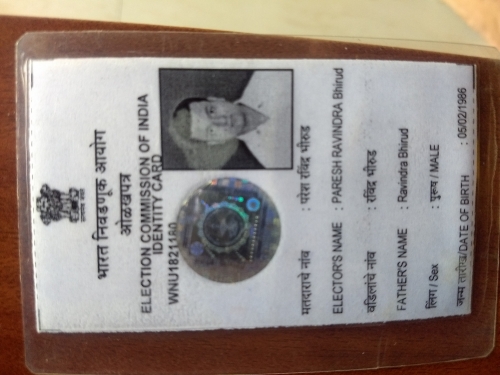 भारत निवडणूक आयोग
ओळखपत्र
ELECTION COMMISSION OF INDIA
IDENTITY CARD
WNU1821180
मतदाराचे नांव : परेश रविंद्र भीरुड
ELECTOR'S NAME : PARESH RAVINDRA Bhirud
वडिलांचे नांव : रविंद्र भीरुड
FATHER'S NAME : Ravindra Bhirud
लिंग / Sex : पुरूष / MALE
जन्म तारीख/DATE OF BIRTH : 05/02/1986